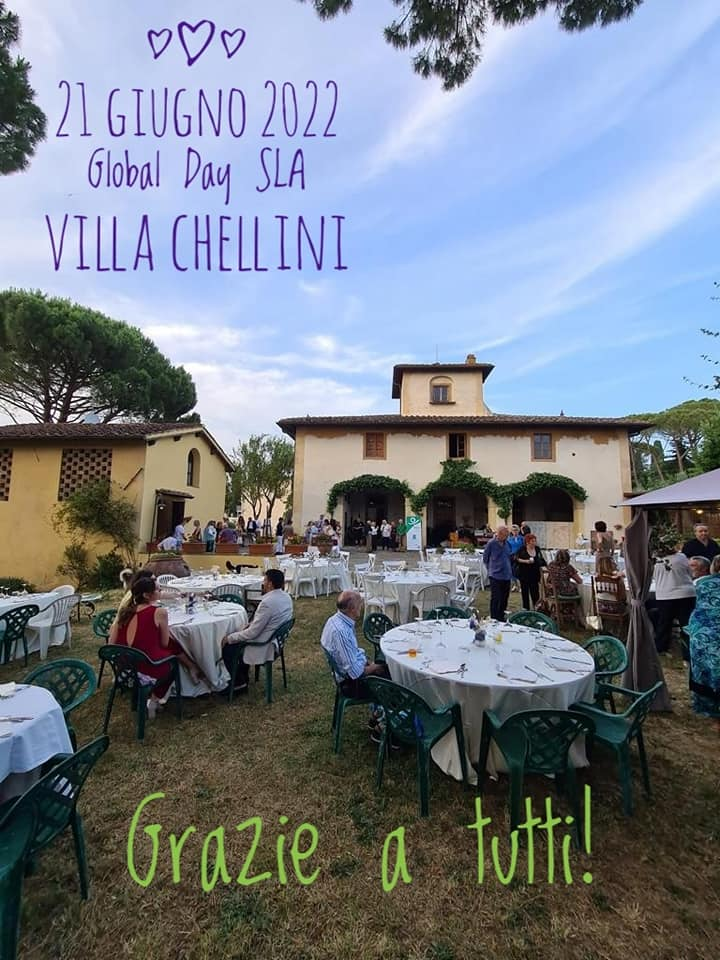 21 GIUGNO 2022
Global Day SLA
VILLA CHELLINI
Grazie a tutti!